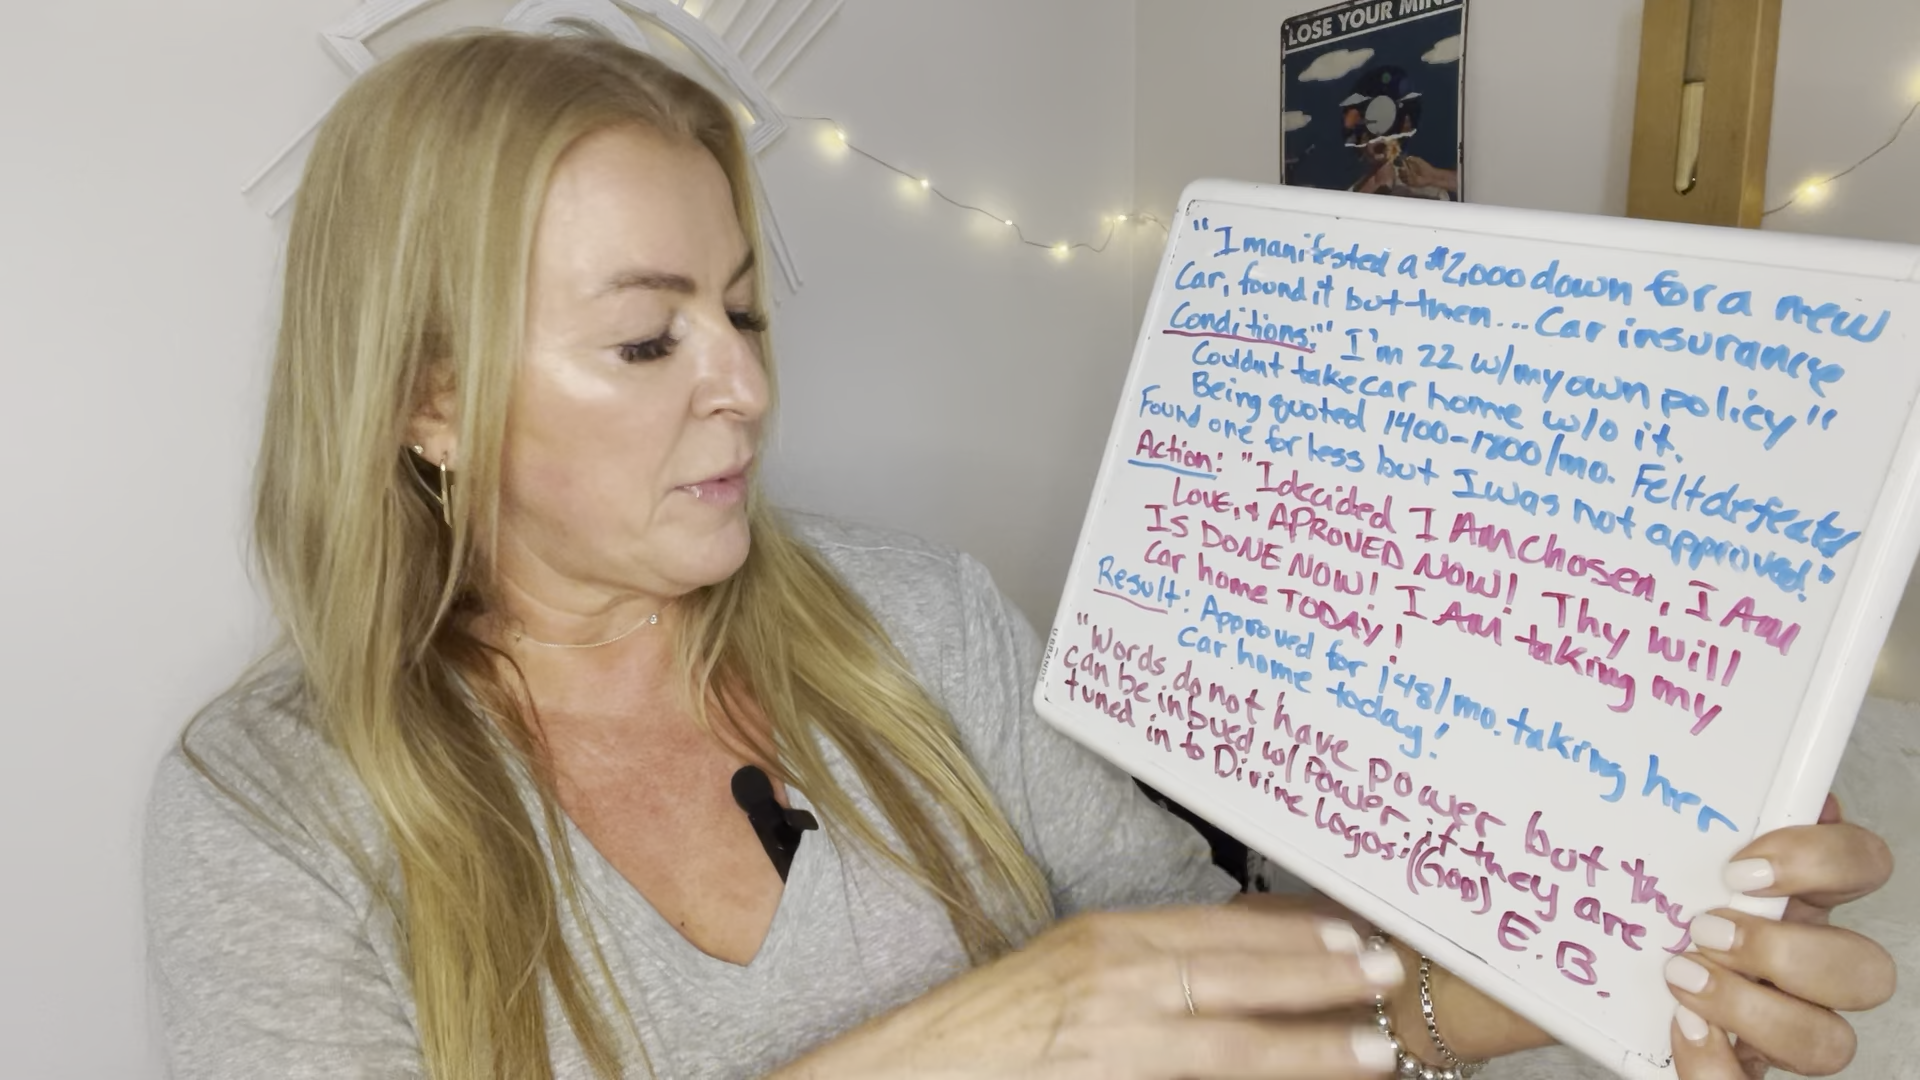 LOSE YOUR MIND
"I manifested a $2,000 down for a new
Car, found it but then... Car insurance
Conditions:" I'm 22 w/my own policy"
Couldnt take car home w/o it.
Being quoted 1400-1800/mo. Felt defeated
Found one for less but I was not approved!"
Action: "I decided I AM Chosen, I AM
LOVE, + APROVED NOW! Thy will
IS DONE NOW! I AM taking my
Car home TODAY!
Result: Approved for 148/mo. taking her
Car home today!
"Words do not have power but they
can be inbued w/ Power if they are
tuned in to Divine Logos: (GOD)
E.B.
UBRANDS